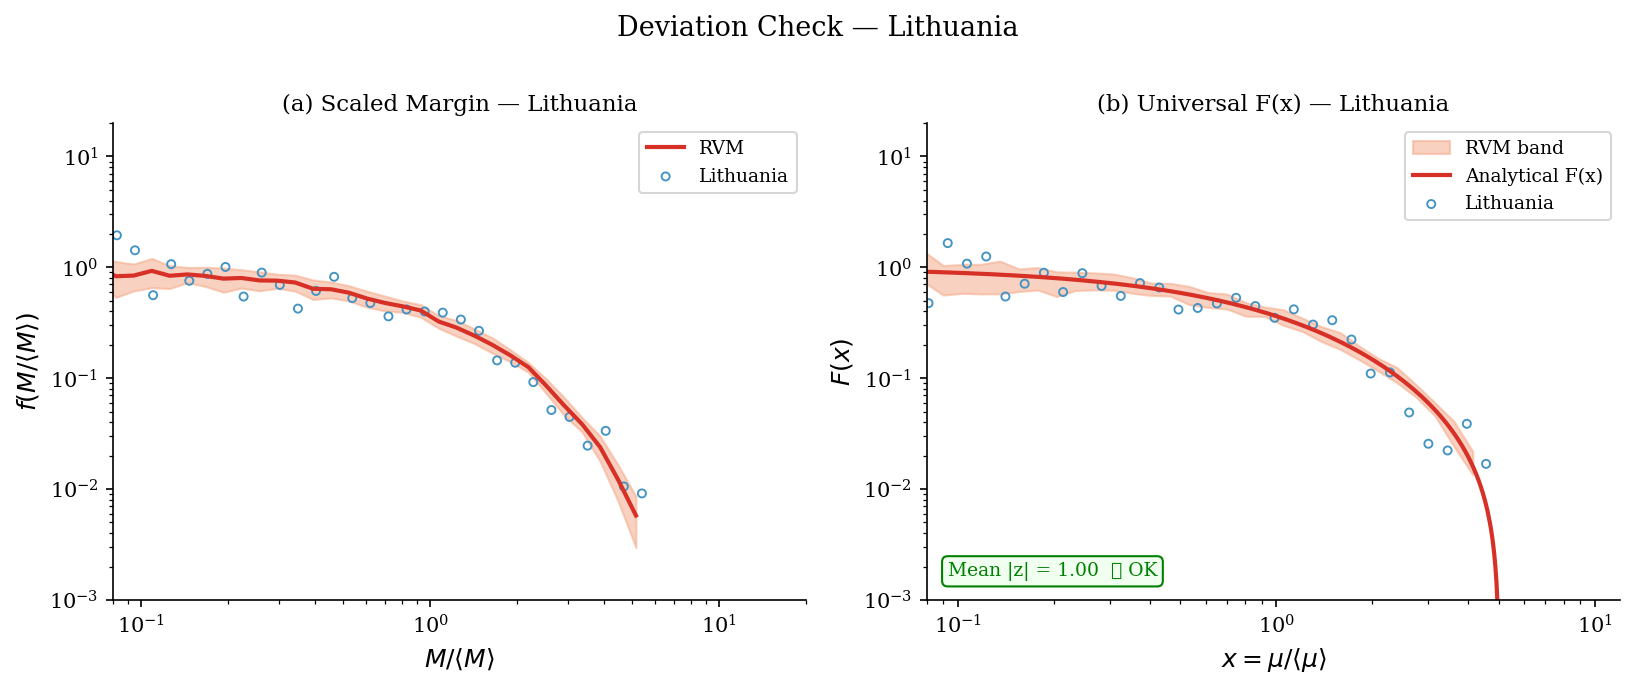 Deviation Check — Lithuania
(a) Scaled Margin — Lithuania
RVM
Lithuania
10¹
10⁰
10⁻¹
10⁻²
10⁻³
f(M/⟨M⟩)
10⁻¹ 10⁰ 10¹
M/⟨M⟩
(b) Universal F(x) — Lithuania
RVM band
Analytical F(x)
Lithuania
10¹
10⁰
10⁻¹
10⁻²
10⁻³
F(x)
Mean |z| = 1.00 ▯ OK
10⁻¹ 10⁰ 10¹
x = μ/⟨μ⟩